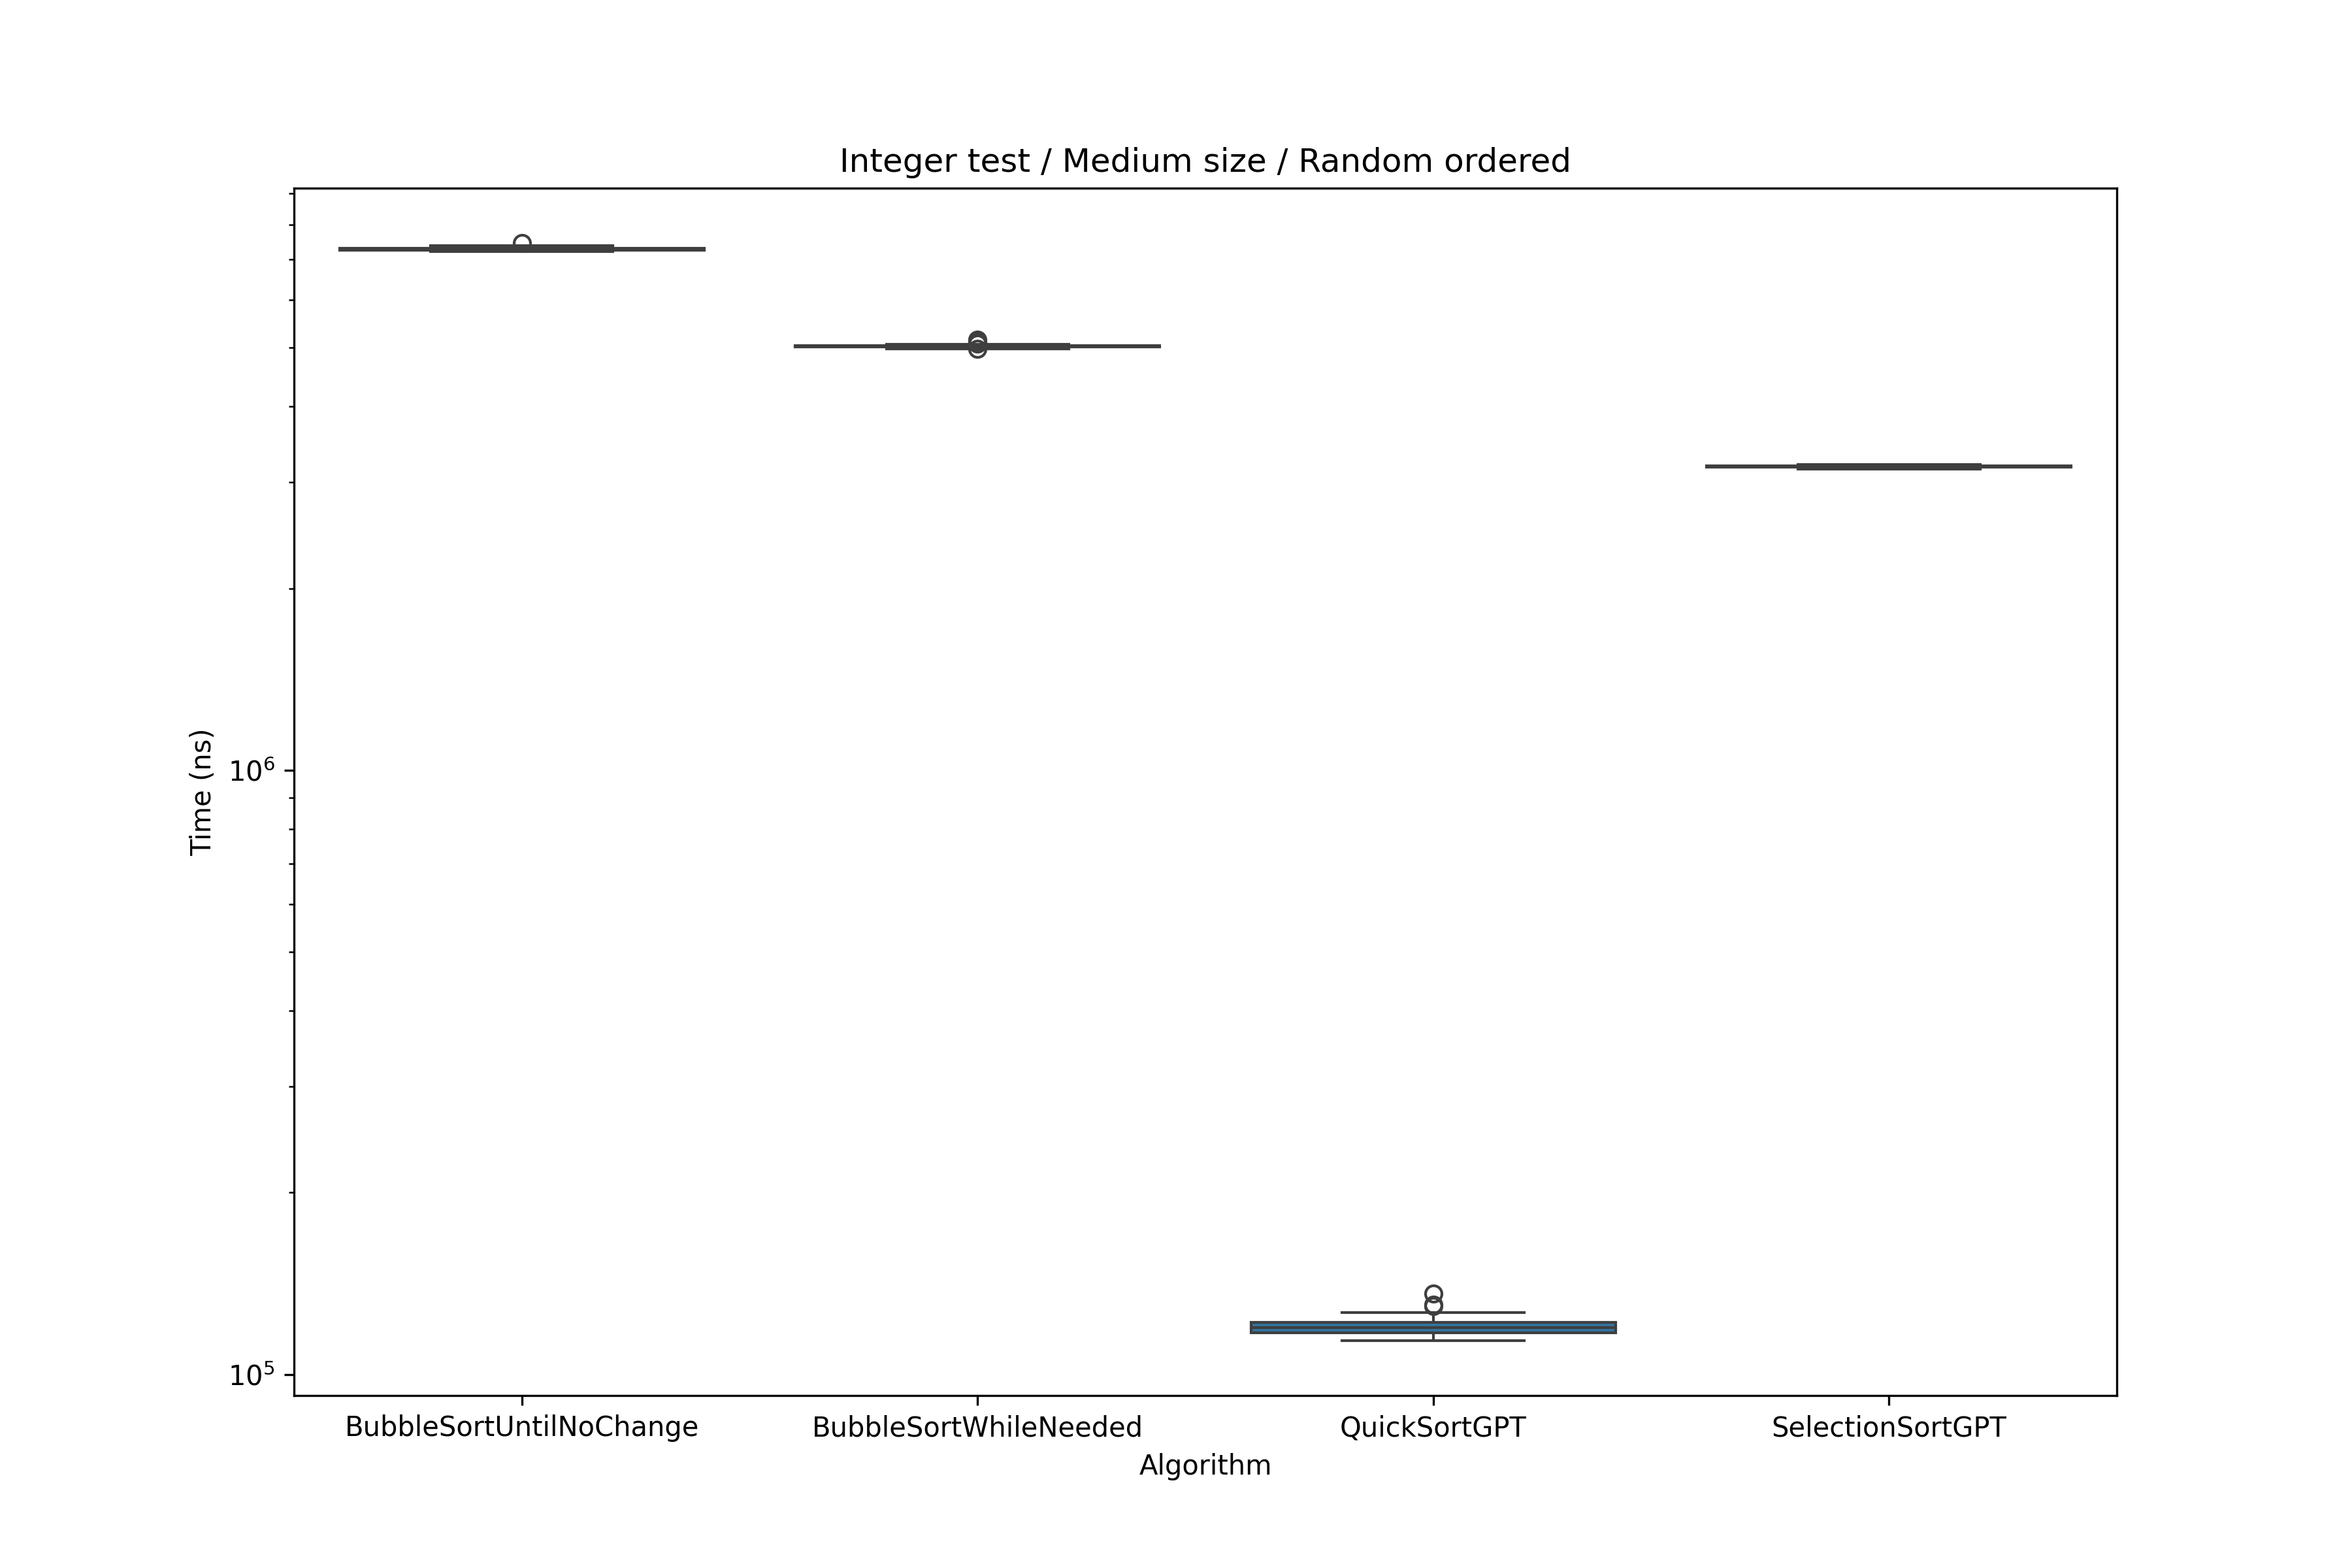 Integer test / Medium size / Random ordered
Time (ns)
10⁶
10⁵
BubbleSortUntilNoChange BubbleSortWhileNeeded QuickSortGPT SelectionSortGPT
Algorithm